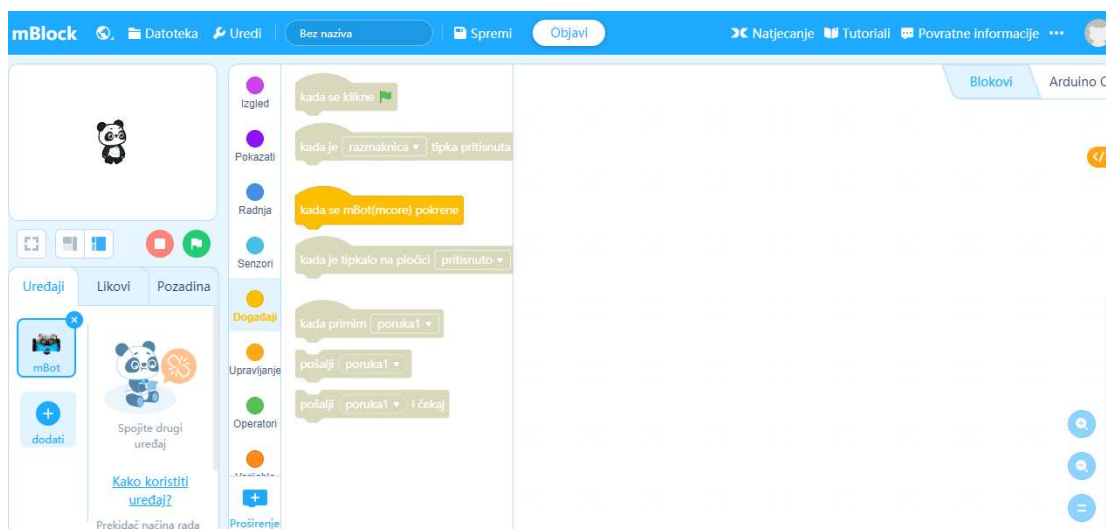 mBlock
Datoteka
Uredi
Bez naziva
Spremi
Objavi
Natjecanje
Tutoriali
Povratne informacije
Blokovi
Arduino C
Izgled
Pokazati
Radnja
Senzori
Događaji
Upravljanje
Operatori
Proširenje
kada se klikne
kada je razmaknica tipka pritisnuta
kada se mBot(mcore) pokrene
kada je tipkalo na pločici pritisnuto
kada primim poruka1
pošalji poruka1
pošalji poruka1 i čekaj
Uređaji
Likovi
Pozadina
mBot
dodati
Spojite drugi
uređaj
Kako koristiti
uređaj?
Prekidač načina rada